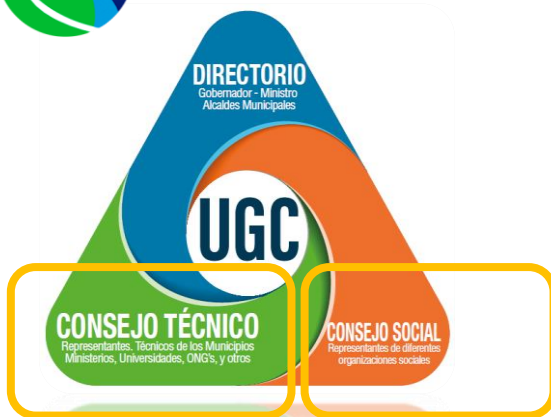 DIRECTORIO
Gobernador - Ministro
Alcaldes Municipales
UGC
CONSEJO TÉCNICO
Representantes. Técnicos de los Municipios
Ministerios, Universidades, ONG's, y otros
CONSEJO SOCIAL
Representantes de diferentes
organizaciones sociales